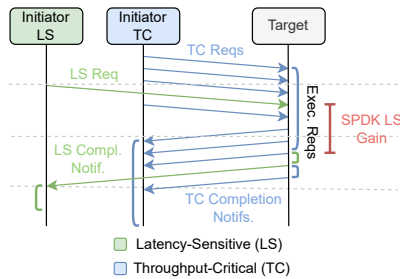 Initiator
LS
Initiator
TC
Target
TC Reqs
LS Req
Exec. Reqs
SPDK LS
Gain
LS Compl.
Notif.
TC Completion
Notifs.
Latency-Sensitive (LS)
Throughput-Critical (TC)